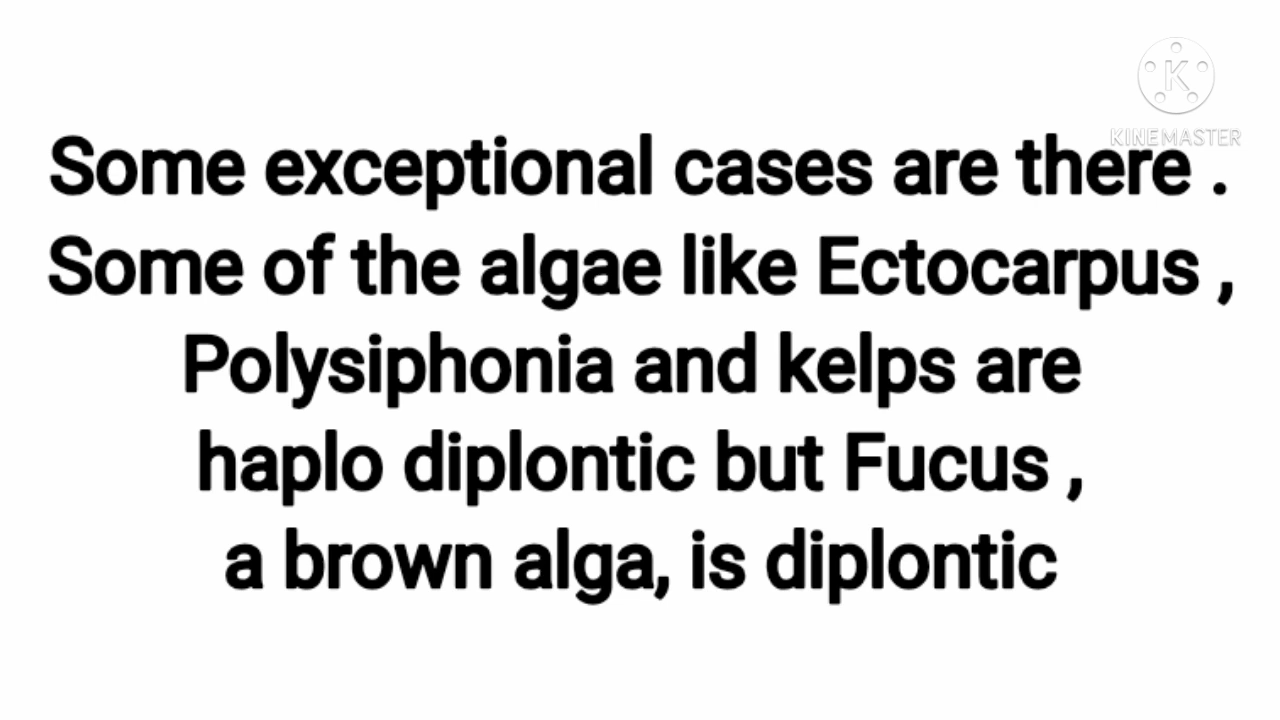 K
KINEMASTER
Some exceptional cases are there .
Some of the algae like Ectocarpus ,
Polysiphonia and kelps are
haplo diplontic but Fucus ,
a brown alga, is diplontic